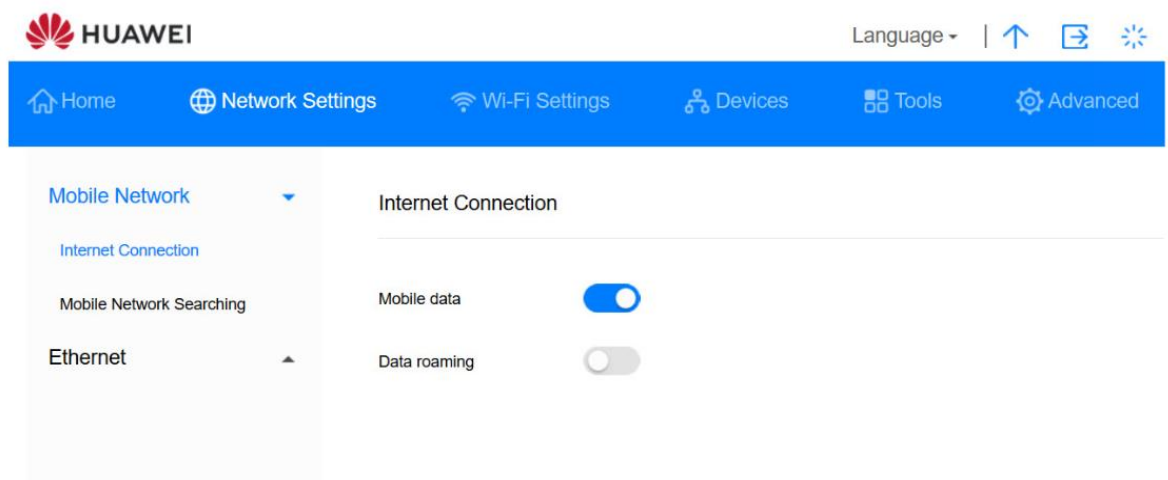 HUAWEI
Language
Home Network Settings Wi-Fi Settings Devices Tools Advanced
Mobile Network
Internet Connection
Mobile Network Searching
Ethernet
Internet Connection
Mobile data
Data roaming